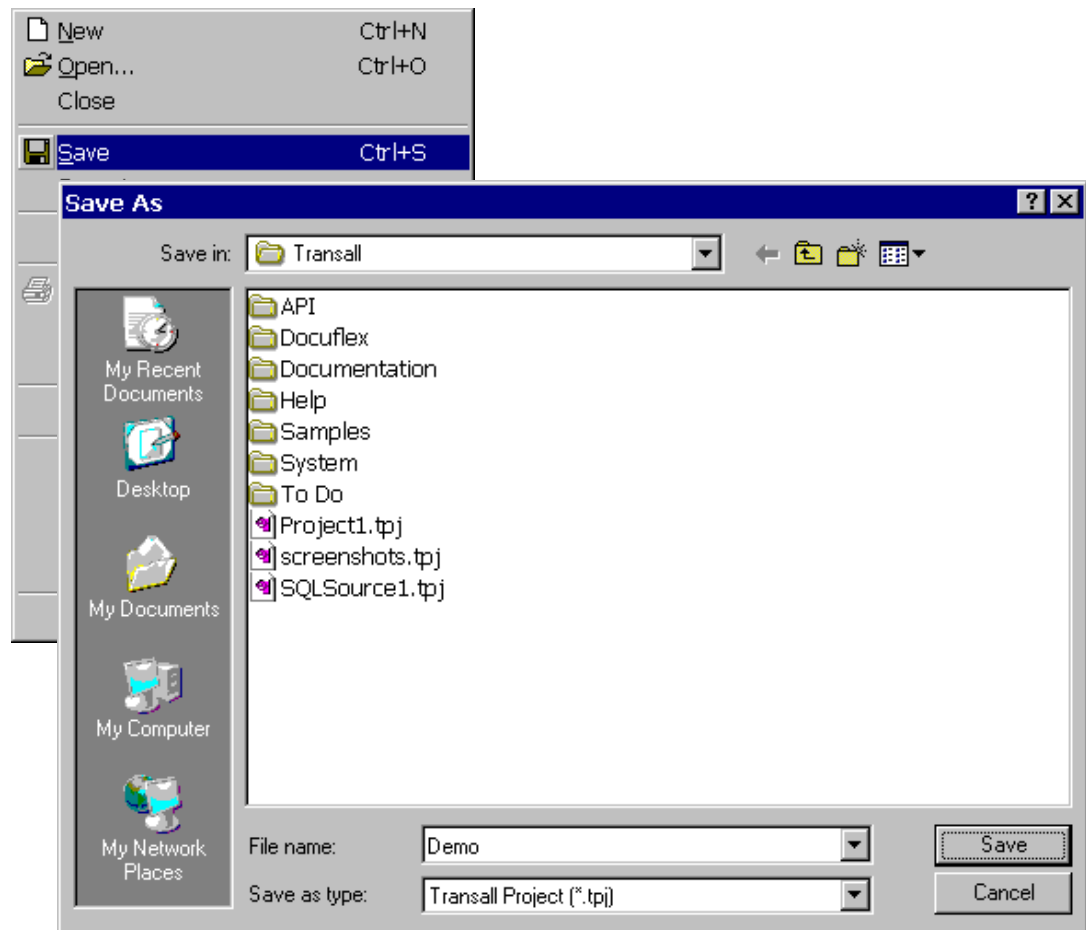 New Ctrl+N
Open... Ctrl+O
Close
Save Ctrl+S
Save As
Save in: Transall
My Recent
Documents
Desktop
My Documents
My Computer
My Network
Places
API
Docuflex
Documentation
Help
Samples
System
To Do
Project1.tpj
screenshots.tpj
SQLSource1.tpj
File name: Demo Save
Save as type: Transall Project (*.tpj) Cancel